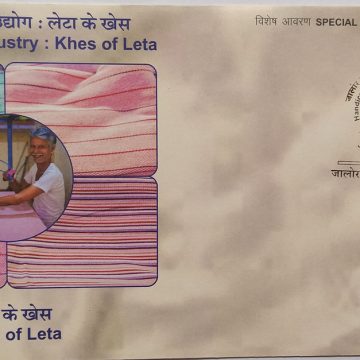 उद्योग : लेटा के खेस
ustry : Khes of Leta
विशेष आवरण SPECIAL
जालोर
के खेस
of Leta